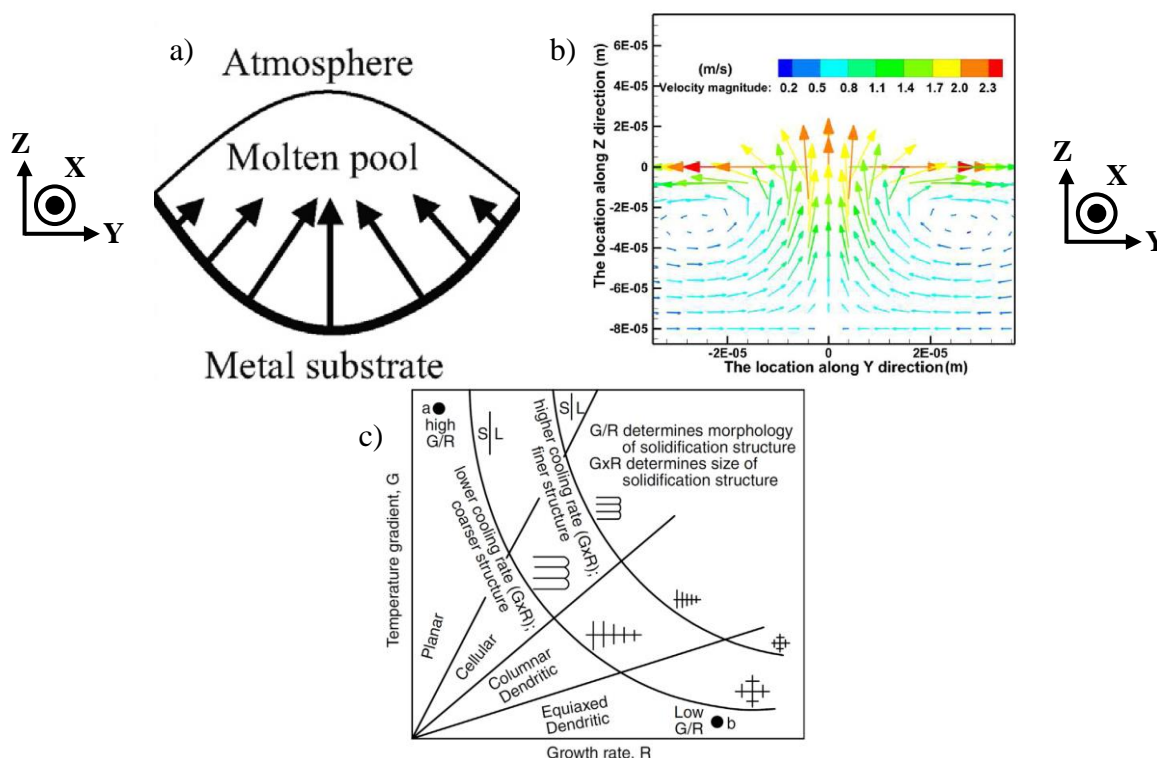 a)
Atmosphere
Molten pool
Metal substrate
Z
X
Y
b)
(m/s)
Velocity magnitude: 0.2 0.5 0.8 1.1 1.4 1.7 2.0 2.3
The location along Z direction (m)
6E-05
4E-05
2E-05
0
-2E-05
-4E-05
-6E-05
-8E-05
-2E-05 0 2E-05
The location along Y direction (m)
Z
X
Y
c)
Temperature gradient, G
a
high
G/R
S L
S L
lower cooling rate (GxR);
coarser structure
higher cooling rate (GxR);
finer structure
G/R determines morphology
of solidification structure
GxR determines size of
solidification structure
Planar
Cellular
Columnar
Dendritic
Equiaxed
Dendritic
Low
G/R
b
Growth rate, R